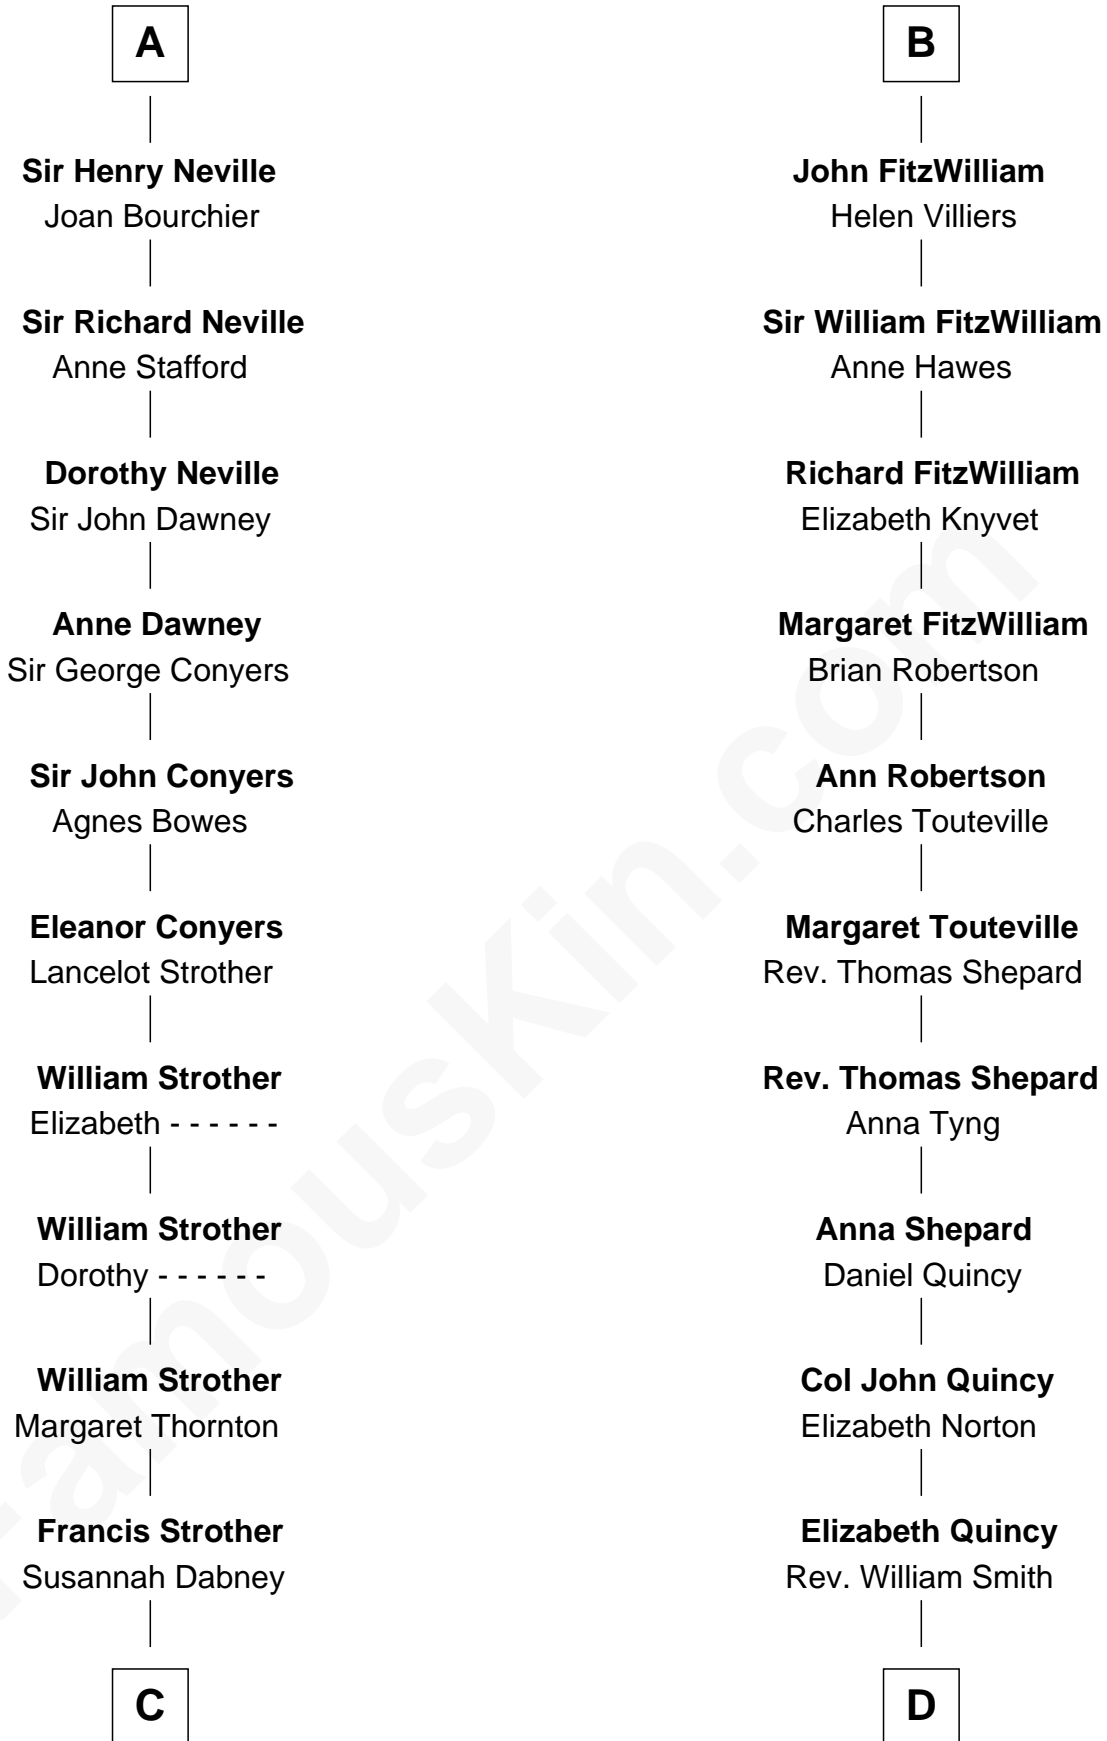 A
Sir Henry Neville
Joan Bourchier
Sir Richard Neville
Anne Stafford
Dorothy Neville
Sir John Dawney
Anne Dawney
Sir George Conyers
Sir John Conyers
Agnes Bowes
Eleanor Conyers
Lancelot Strother
William Strother
Elizabeth - - - - - -
William Strother
Dorothy - - - - - -
William Strother
Margaret Thornton
Francis Strother
Susannah Dabney
C
B
John FitzWilliam
Helen Villiers
Sir William FitzWilliam
Anne Hawes
Richard FitzWilliam
Elizabeth Knyvet
Margaret FitzWilliam
Brian Robertson
Ann Robertson
Charles Touteville
Margaret Touteville
Rev. Thomas Shepard
Rev. Thomas Shepard
Anna Tyng
Anna Shepard
Daniel Quincy
Col John Quincy
Elizabeth Norton
Elizabeth Quincy
Rev. William Smith
D
FamousKin.com